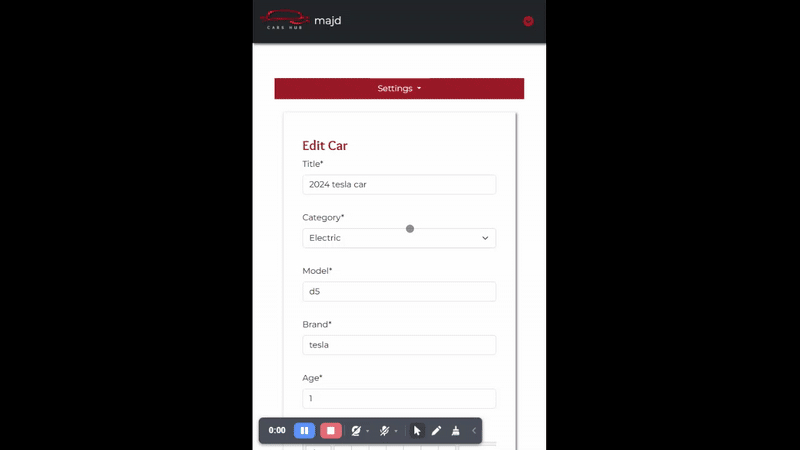 CARS HUB
majd
Settings
Edit Car
Title*
2024 tesla car
Category*
Electric
Model*
d5
Brand*
tesla
Age*
1
0:00